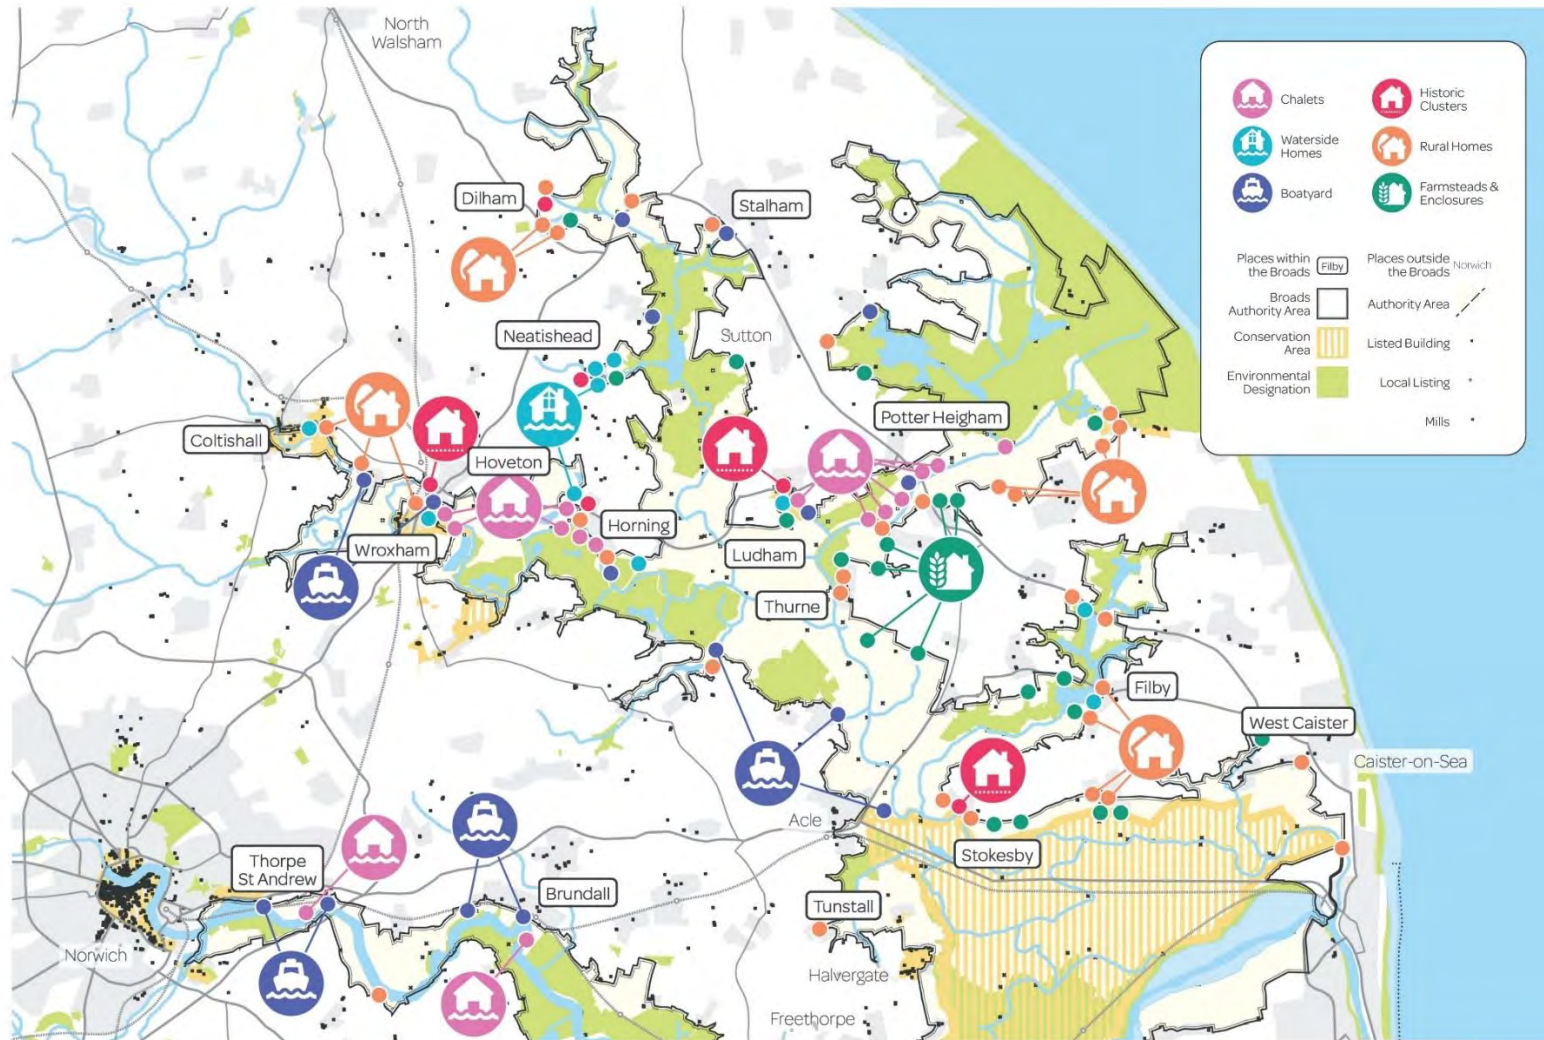 North
Walsham
Chalets
Historic
Clusters
Waterside
Homes
Rural Homes
Boatyard
Farmsteads &
Enclosures
Places within
the Broads
Filby
Places outside
the Broads
Norwich
Broads
Authority Area
Authority Area
Conservation
Area
Listed Building
Environmental
Designation
Local Listing
Mills
Dilham
Stalham
Neatishead
Sutton
Potter Heigham
Coltishall
Hoveton
Horning
Wroxham
Ludham
Thurne
Filby
West Caister
Caister-on-Sea
Acle
Stokesby
Thorpe
St Andrew
Brundall
Tunstall
Norwich
Halvergate
Freethorpe